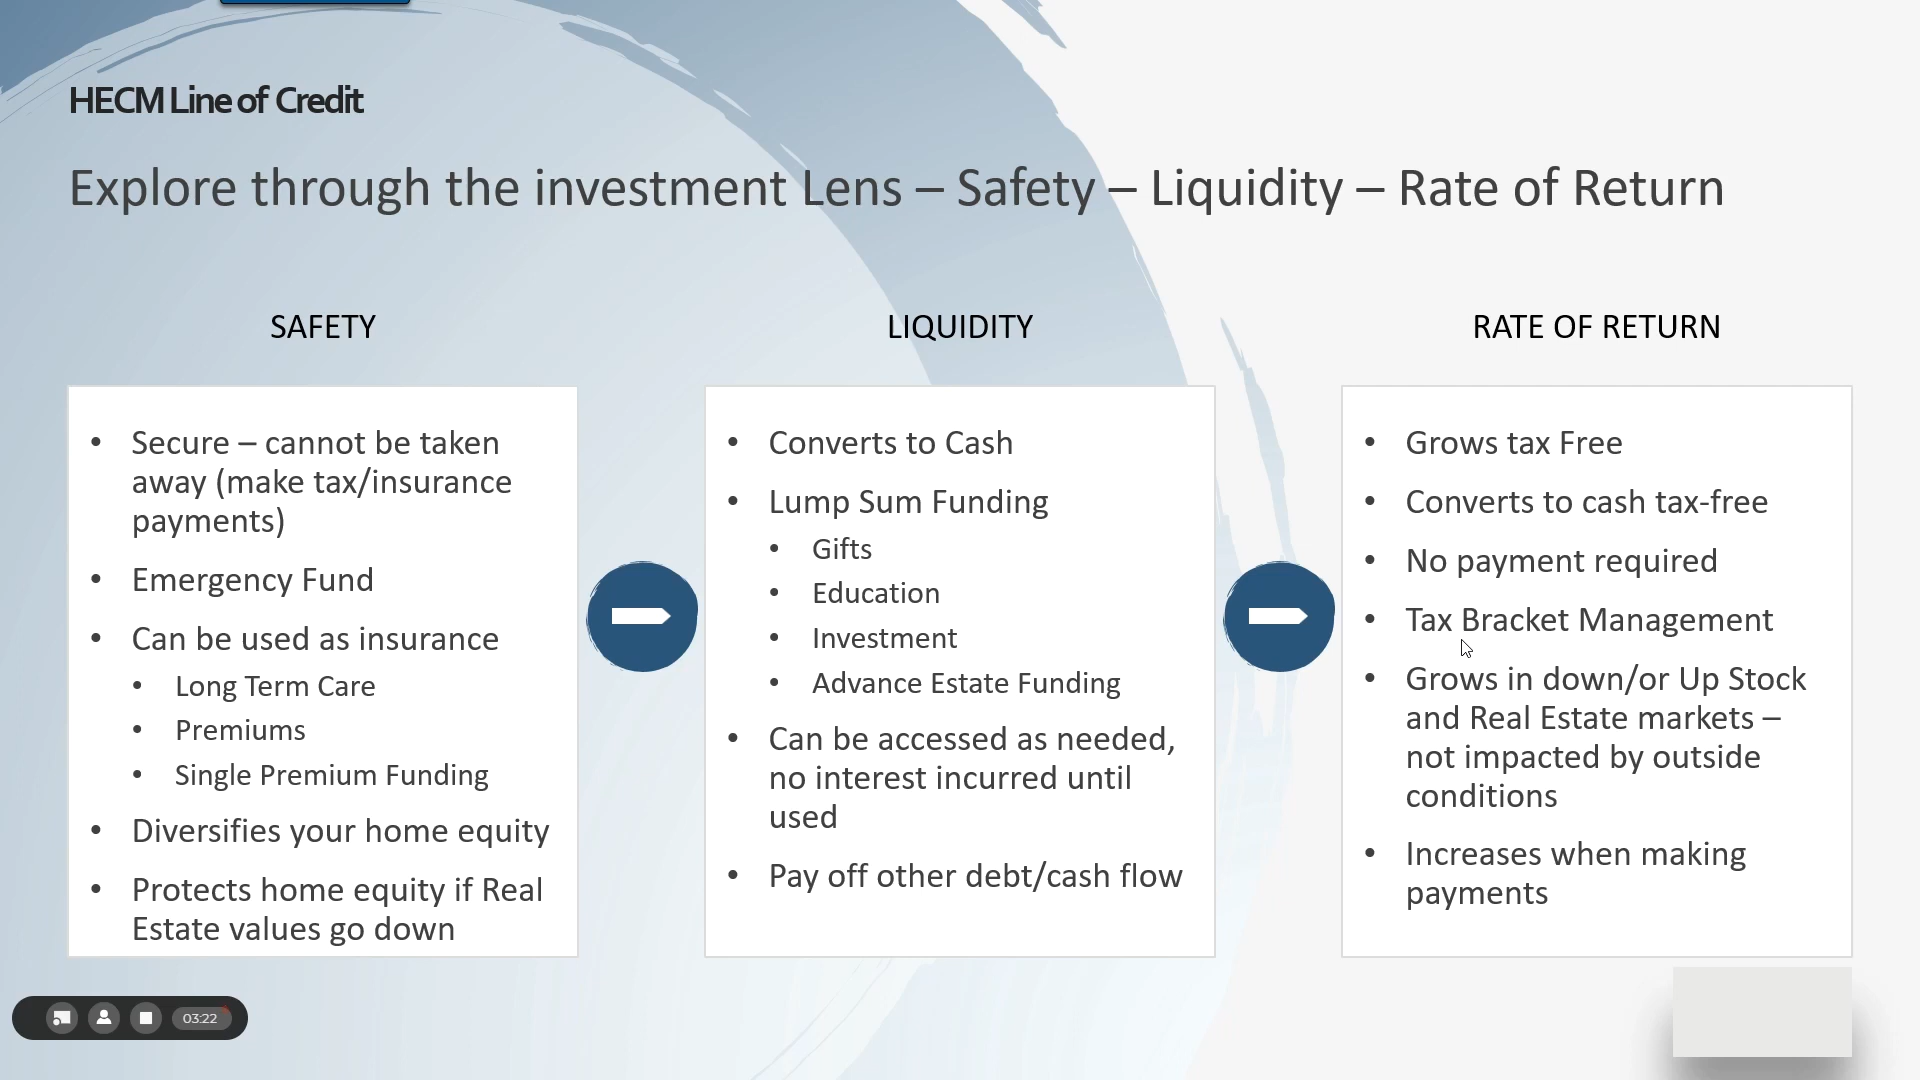 HECM Line of Credit
Explore through the investment Lens – Safety – Liquidity – Rate of Return
SAFETY
• Secure – cannot be taken
away (make tax/insurance
payments)
• Emergency Fund
• Can be used as insurance
• Long Term Care
• Premiums
• Single Premium Funding
• Diversifies your home equity
• Protects home equity if Real
Estate values go down
LIQUIDITY
• Converts to Cash
• Lump Sum Funding
• Gifts
• Education
• Investment
• Advance Estate Funding
• Can be accessed as needed,
no interest incurred until
used
• Pay off other debt/cash flow
RATE OF RETURN
• Grows tax Free
• Converts to cash tax-free
• No payment required
• Tax Bracket Management
• Grows in down/or Up Stock
and Real Estate markets –
not impacted by outside
conditions
• Increases when making
payments
03:22